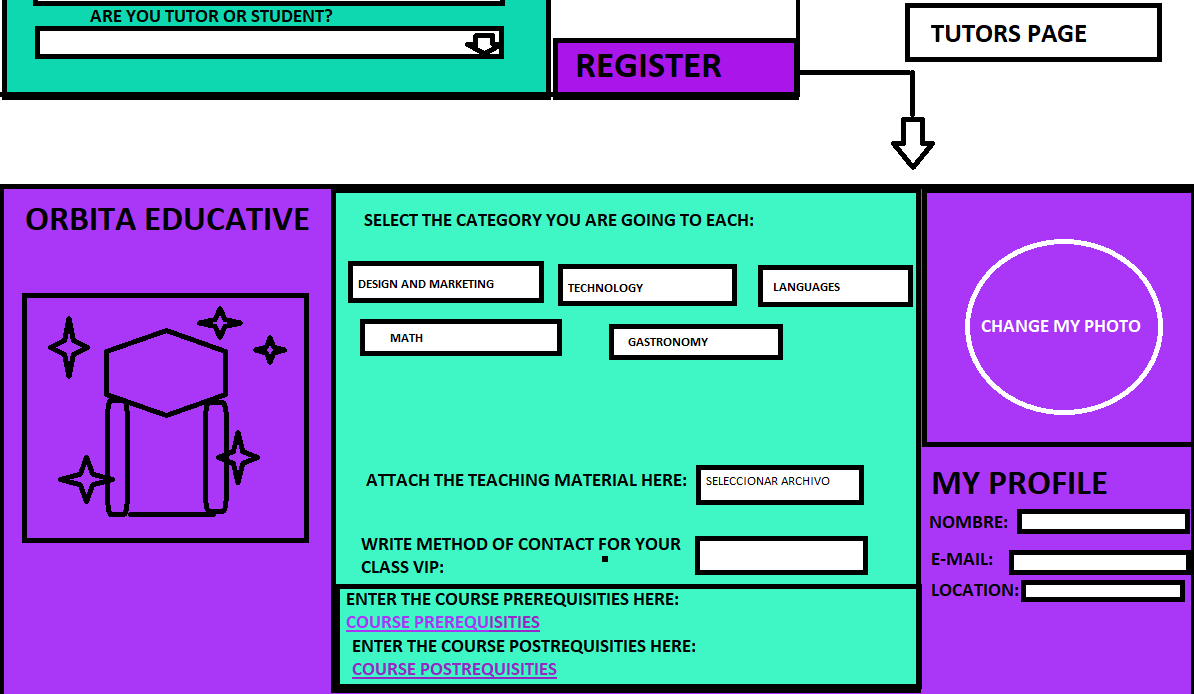 ARE YOU TUTOR OR STUDENT?
TUTORS PAGE
REGISTER
ORBITA EDUCATIVE
SELECT THE CATEGORY YOU ARE GOING TO EACH:
DESIGN AND MARKETING
TECHNOLOGY
LANGUAGES
MATH
GASTRONOMY
ATTACH THE TEACHING MATERIAL HERE:
SELECCIONAR ARCHIVO
WRITE METHOD OF CONTACT FOR YOUR
CLASS VIP:
ENTER THE COURSE PREREQUISITIES HERE:
COURSE PREREQUISITIES
ENTER THE COURSE POSTREQUISITIES HERE:
COURSE POSTREQUISITIES
CHANGE MY PHOTO
MY PROFILE
NOMBRE:
E-MAIL:
LOCATION: